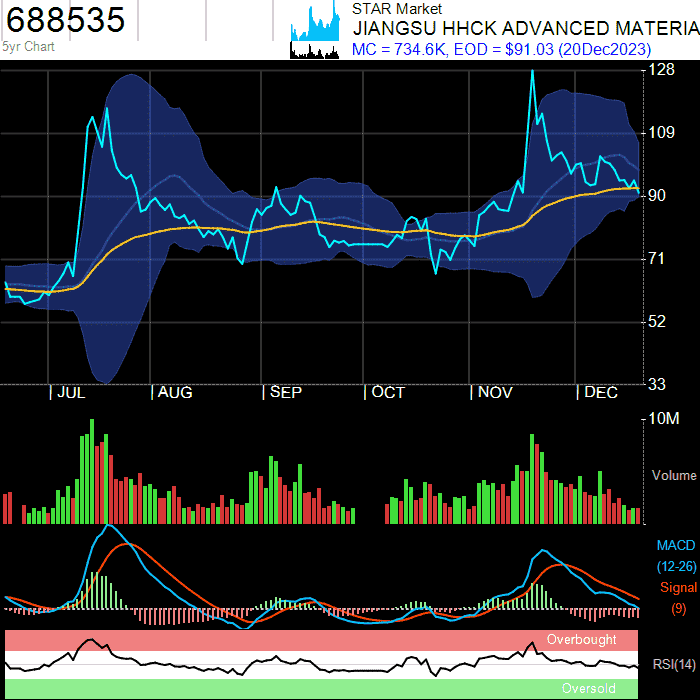 688535
STAR Market
JIANGSU HHCK ADVANCED MATERIA
5yr Chart
MC = 734.6K, EOD = $91.03 (20Dec2023)
128
109
90
71
52
33
JUL AUG SEP OCT NOV DEC
10M
Volume
MACD
(12-26)
Signal
(9)
Overbought
RSI(14)
Oversold